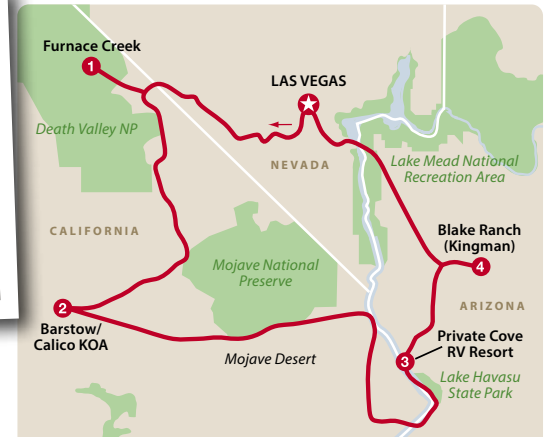 Furnace Creek
1
LAS VEGAS
Death Valley NP
NEVADA
Lake Mead National
Recreation Area
CALIFORNIA
Blake Ranch
(Kingman)
4
Mojave National
Preserve
ARIZONA
2
Barstow/
Calico KOA
Mojave Desert
Private Cove
RV Resort
3
Lake Havasu
State Park